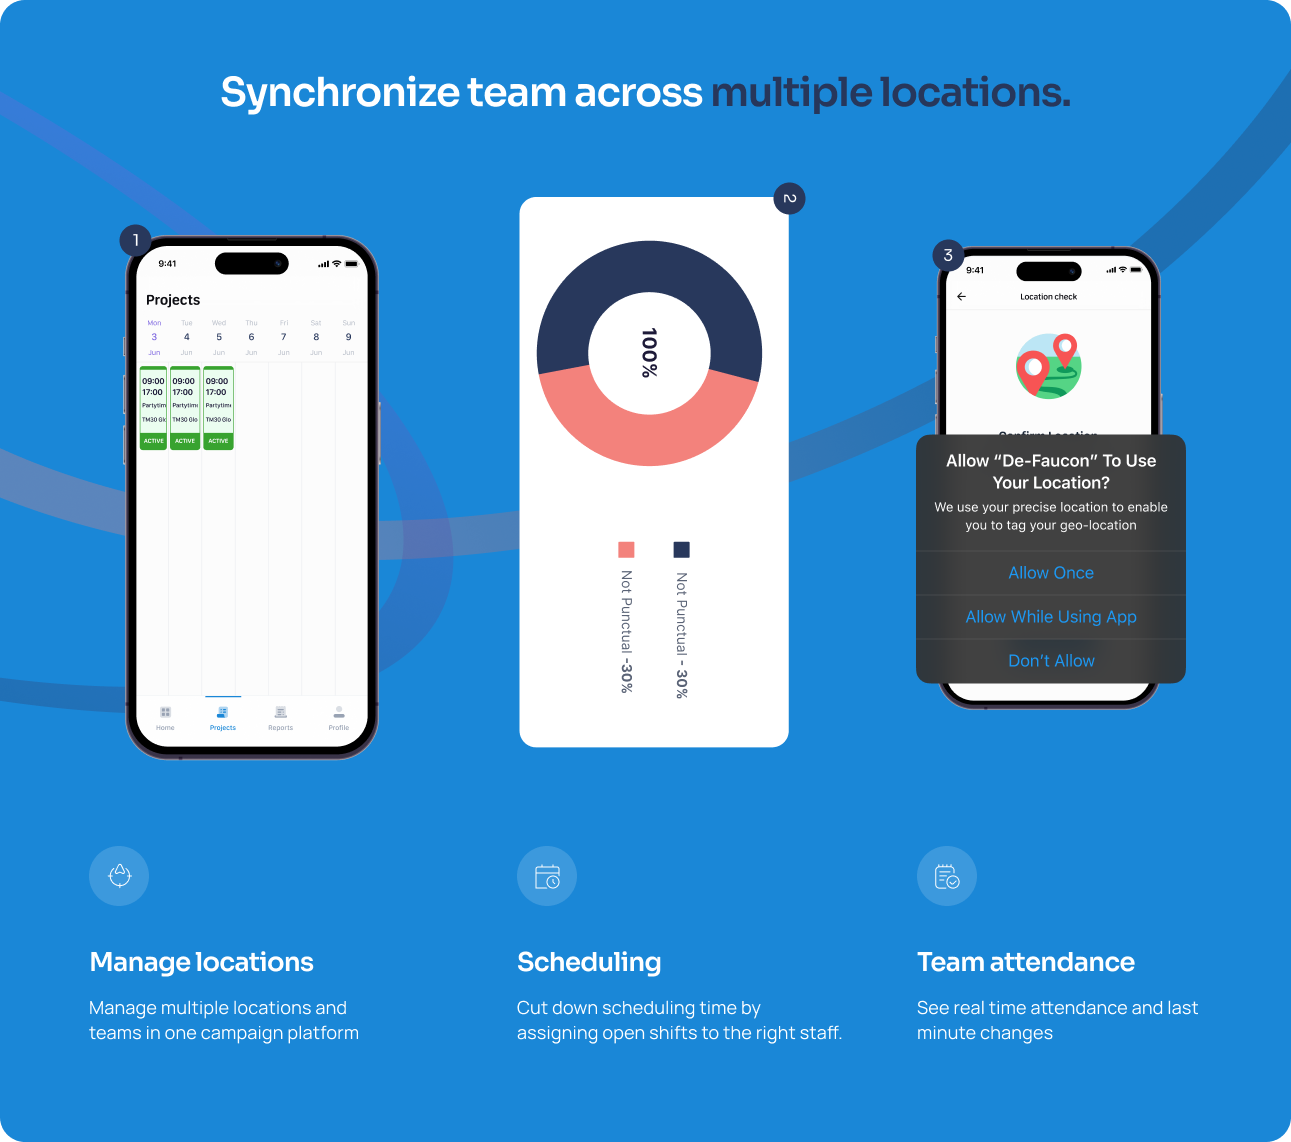 Synchronize team across multiple locations.
1
9:41
Projects
Mon Tue Wed Thu Fri Sat Sun
3 4 5 6 7 8 9
Jun Jun Jun Jun Jun Jun Jun
09:00 09:00 09:00
17:00 17:00 17:00
Partytim Partytim Partytim
TM30 Glo TM30 Glo TM30 Glo
ACTIVE ACTIVE ACTIVE
Home Projects Reports Profile
2
100%
Not Punctual - 30%
Not Punctual -30%
3
9:41
Location check
Confirm Location
Allow “De-Faucon” To Use
Your Location?
We use your precise location to enable
you to tag your geo-location
Allow Once
Allow While Using App
Don’t Allow
Manage locations
Manage multiple locations and
teams in one campaign platform
Scheduling
Cut down scheduling time by
assigning open shifts to the right staff.
Team attendance
See real time attendance and last
minute changes